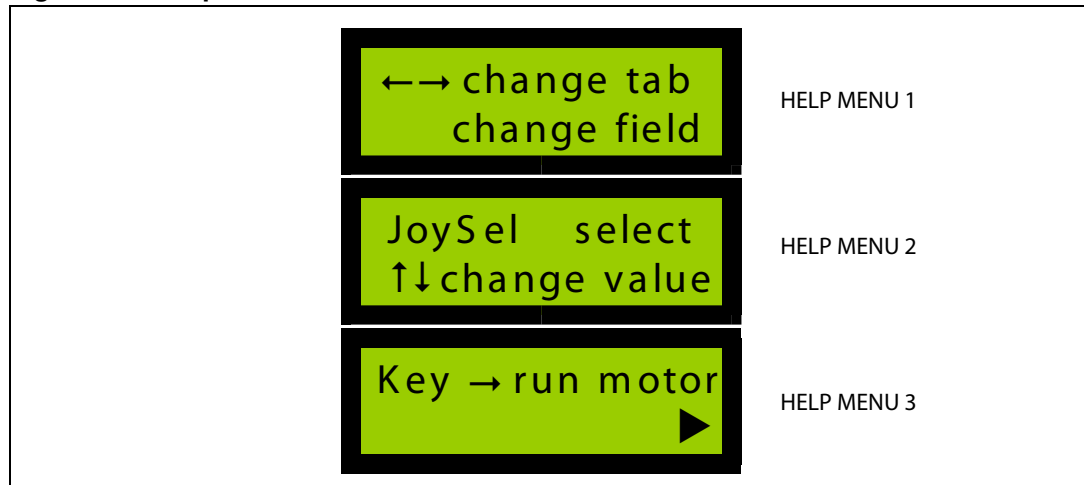 ←→ change tab
change field
HELP MENU 1
JoySel select
↑↓change value
HELP MENU 2
Key → run motor
▶
HELP MENU 3